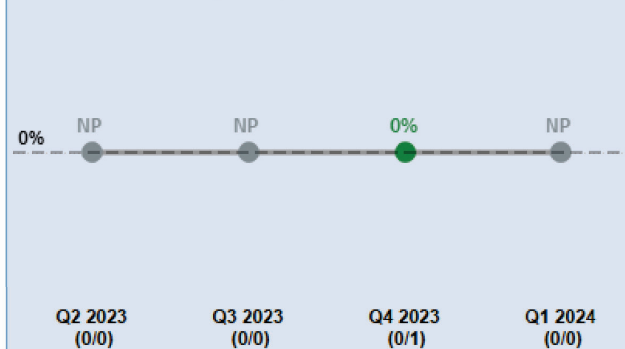 NP NP 0% NP
0%
Q2 2023 Q3 2023 Q4 2023 Q1 2024
(0/0) (0/0) (0/1) (0/0)